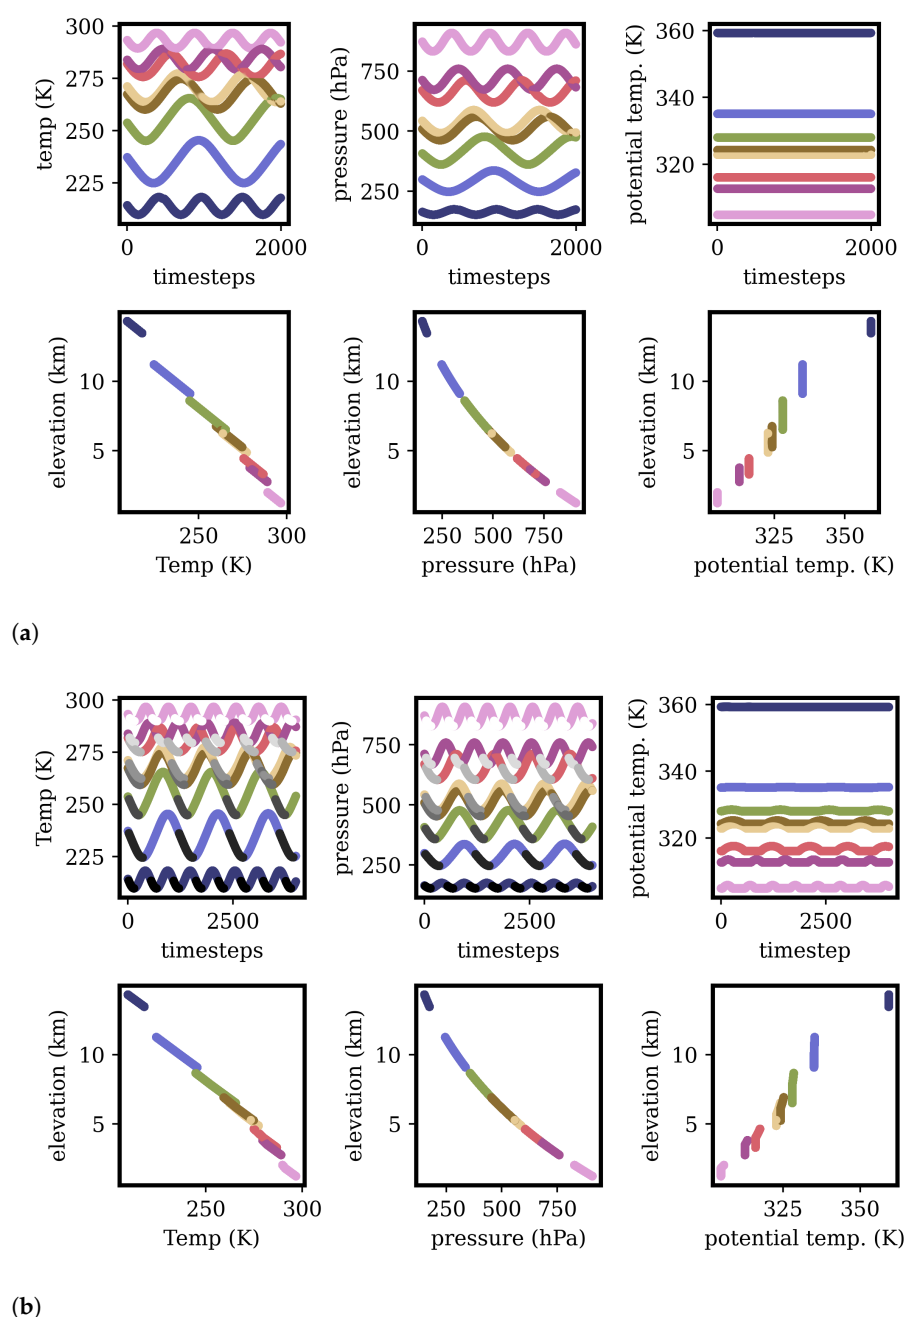 temp (K)
300
275
250
225
0
2000
timesteps
pressure (hPa)
750
500
250
0
2000
timesteps
potential temp. (K)
360
340
320
0
2000
timesteps
elevation (km)
10
5
250
300
Temp (K)
elevation (km)
10
5
250
500
750
pressure (hPa)
elevation (km)
10
5
325
350
potential temp. (K)
(a)
Temp (K)
300
275
250
225
0
2500
timesteps
pressure (hPa)
750
500
250
0
2500
timesteps
potential temp. (K)
360
340
320
0
2500
timestep
elevation (km)
10
5
250
300
Temp (K)
elevation (km)
10
5
250
500
750
pressure (hPa)
elevation (km)
10
5
325
350
potential temp. (K)
(b)